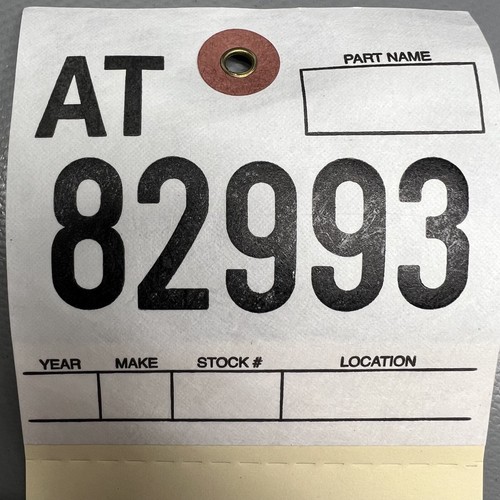 AT
PART NAME
82993
YEAR MAKE STOCK # LOCATION